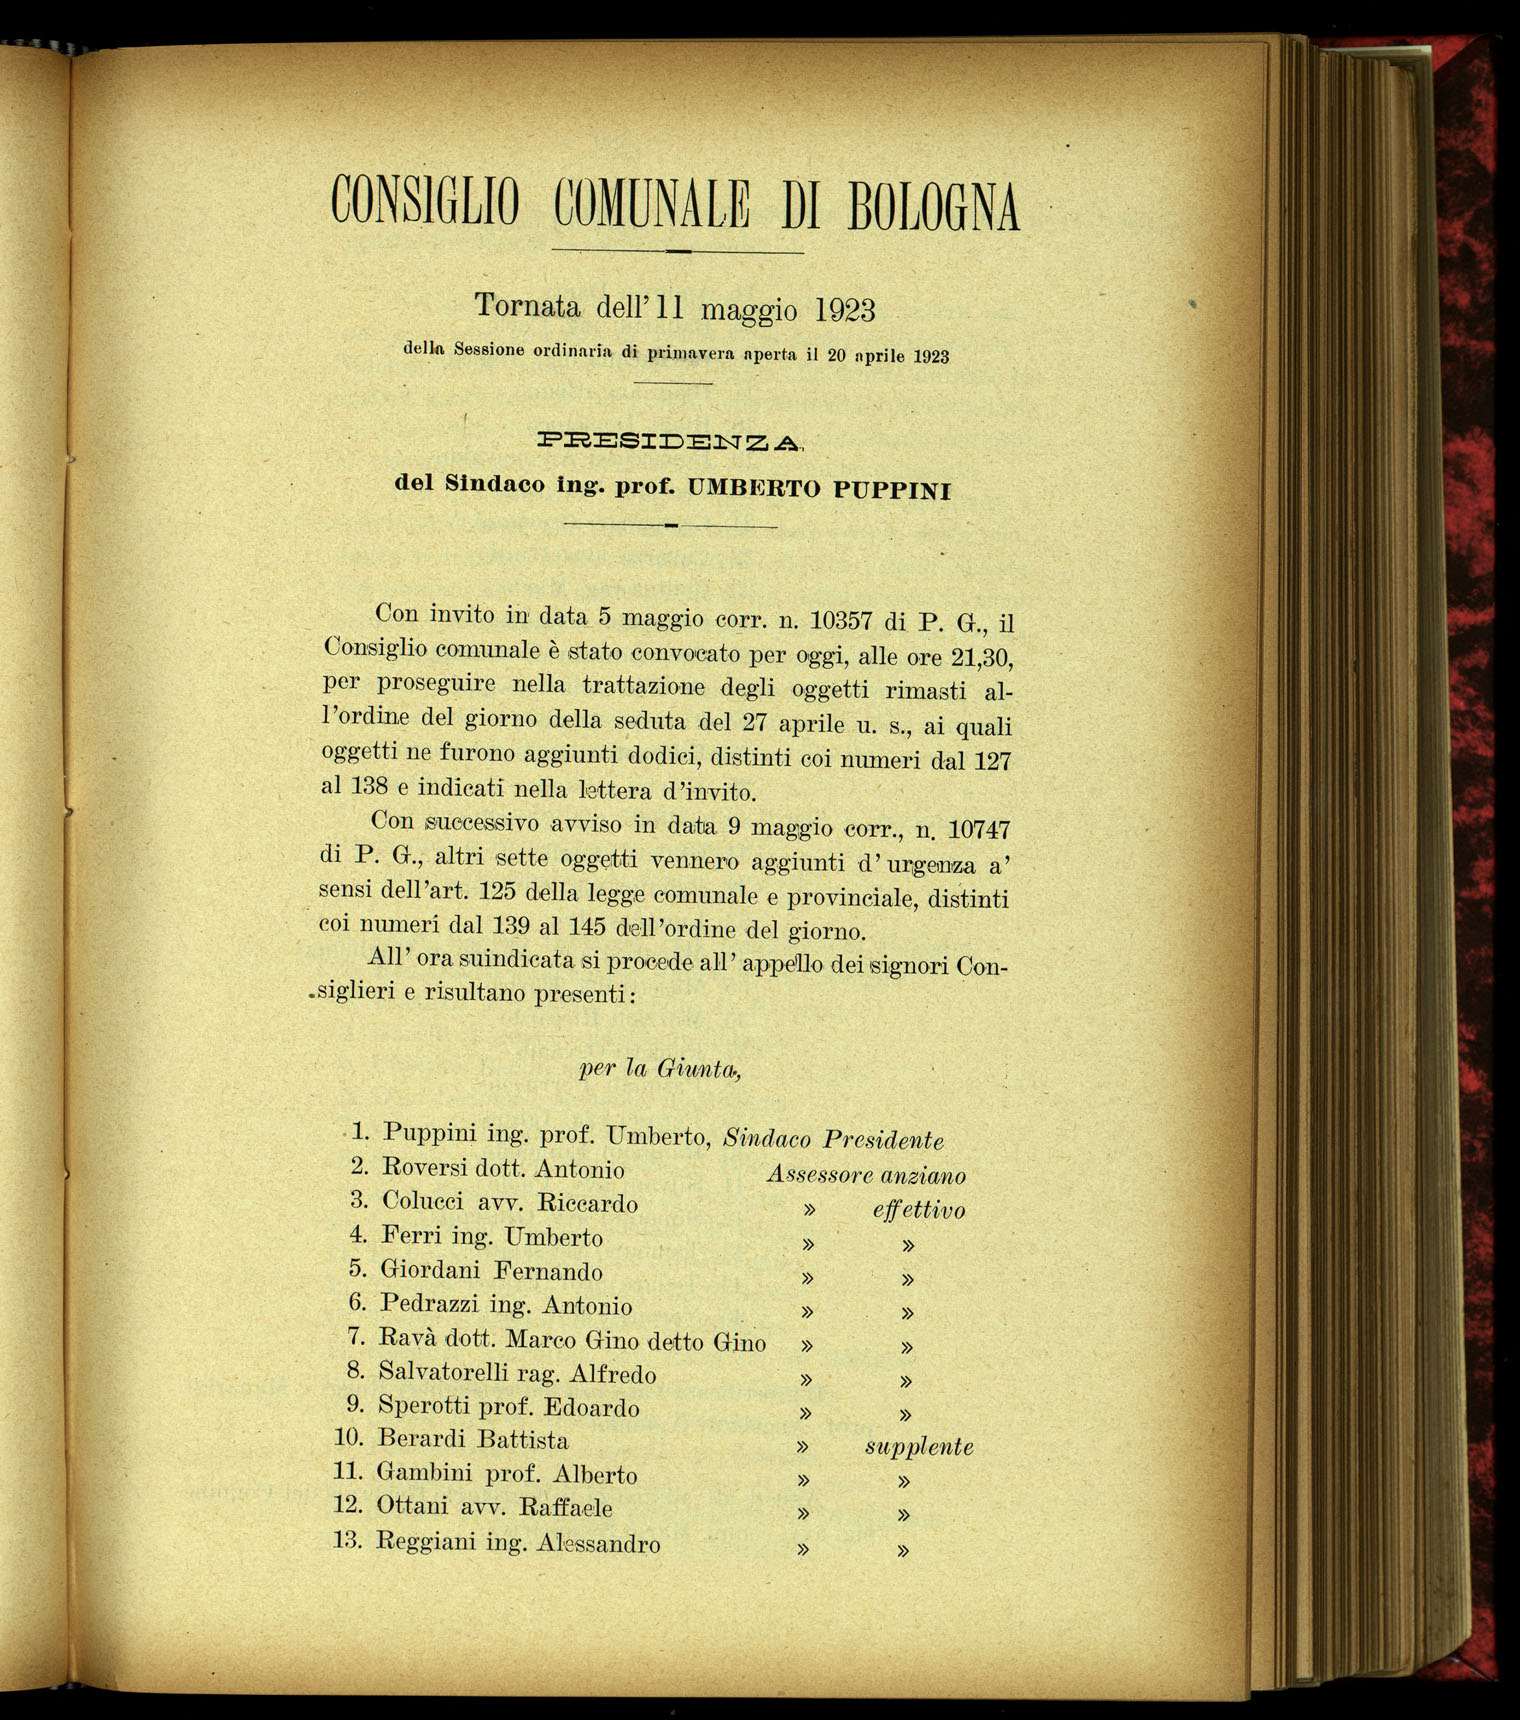 CONSIGLIO COMUNALE DI BOLOGNA
Tornata dell' 11 maggio 1923
della Sessione ordinaria di primavera aperta il 20 aprile 1923
PRESIDENZA
del Sindaco ing. prof. UMBERTO PUPPINI
Con invito in data 5 maggio corr. n. 10357 di P. G., il
Consiglio comunale è stato convocato per oggi, alle ore 21,30,
per proseguire nella trattazione degli oggetti rimasti al-
l'ordine del giorno della seduta del 27 aprile u. s., ai quali
oggetti ne furono aggiunti dodici, distinti coi numeri dal 127
al 138 e indicati nella lettera d'invito.
Con successivo avviso in data 9 maggio corr., n. 10747
di P. G., altri sette oggetti vennero aggiunti d' urgenza a'
sensi dell'art. 125 della legge comunale e provinciale, distinti
coi numeri dal 139 al 145 dell'ordine del giorno.
All' ora suindicata si procede all' appello dei signori Con-
siglieri e risultano presenti:
per la Giunta,
1. Puppini ing. prof. Umberto, Sindaco Presidente
2. Roversi dott. Antonio Assessore anziano
3. Colucci avv. Riccardo » effettivo
4. Ferri ing. Umberto » »
5. Giordani Fernando » »
6. Pedrazzi ing. Antonio » »
7. Ravà dott. Marco Gino detto Gino » »
8. Salvatorelli rag. Alfredo » »
9. Sperotti prof. Edoardo » »
10. Berardi Battista » supplente
11. Gambini prof. Alberto » »
12. Ottani avv. Raffaele » »
13. Reggiani ing. Alessandro » »